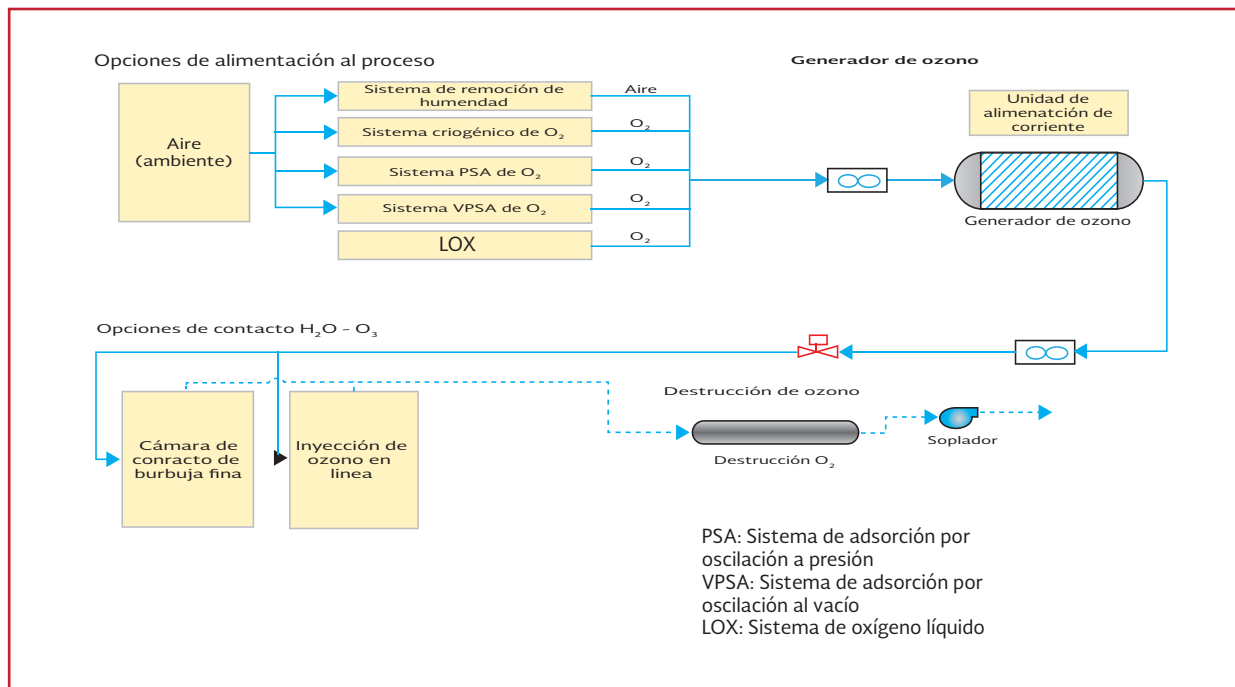 Opciones de alimentación al proceso
Generador de ozono
Aire
(ambiente)
Sistema de remoción de
humendad
Aire
Sistema criogénico de O₂
O₂
Sistema PSA de O₂
O₂
Sistema VPSA de O₂
O₂
LOX
O₂
Unidad de
alimenatción de
corriente
Generador de ozono
Opciones de contacto H₂O - O₃
Cámara de
conracto de
burbuja fina
Inyección de
ozono en
linea
Destrucción de ozono
Destrucción O₂
Soplador
PSA: Sistema de adsorción por
oscilación a presión
VPSA: Sistema de adsorción por
oscilación al vacío
LOX: Sistema de oxígeno líquido